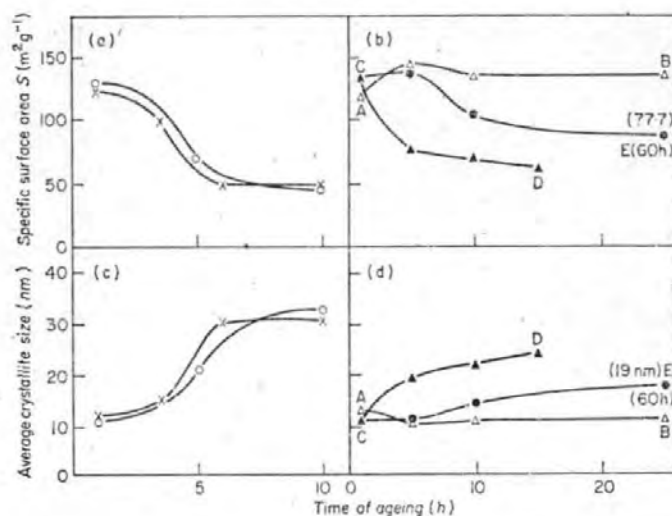 Specific surface area S (m²g⁻¹)
(a)
150
100
50
0
(b)
C
A
B
(77·7)
E(60h)
D
Average crystallite size (nm)
(c)
40
30
20
10
0
(d)
A
C
D
(19 nm)E
(60h)
B
5
10
0
10
20
Time of ageing (h)